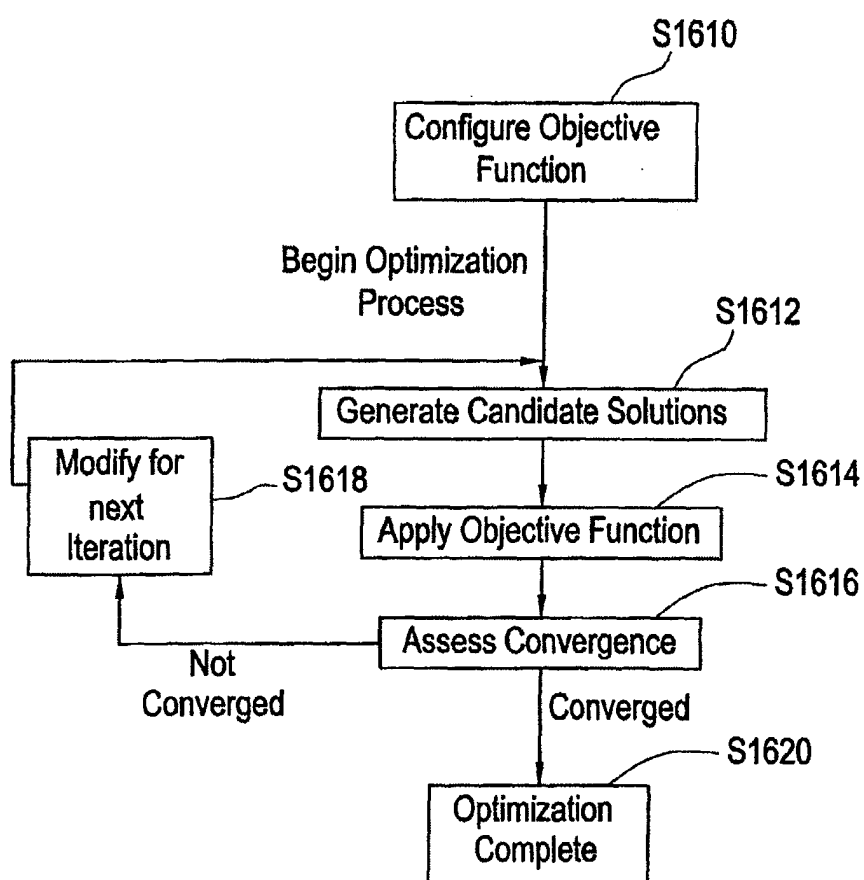 S1610
Configure Objective
Function
Begin Optimization
Process
S1612
Generate Candidate Solutions
Modify for
next
Iteration
S1618
S1614
Apply Objective Function
S1616
Assess Convergence
Not
Converged
Converged
S1620
Optimization
Complete